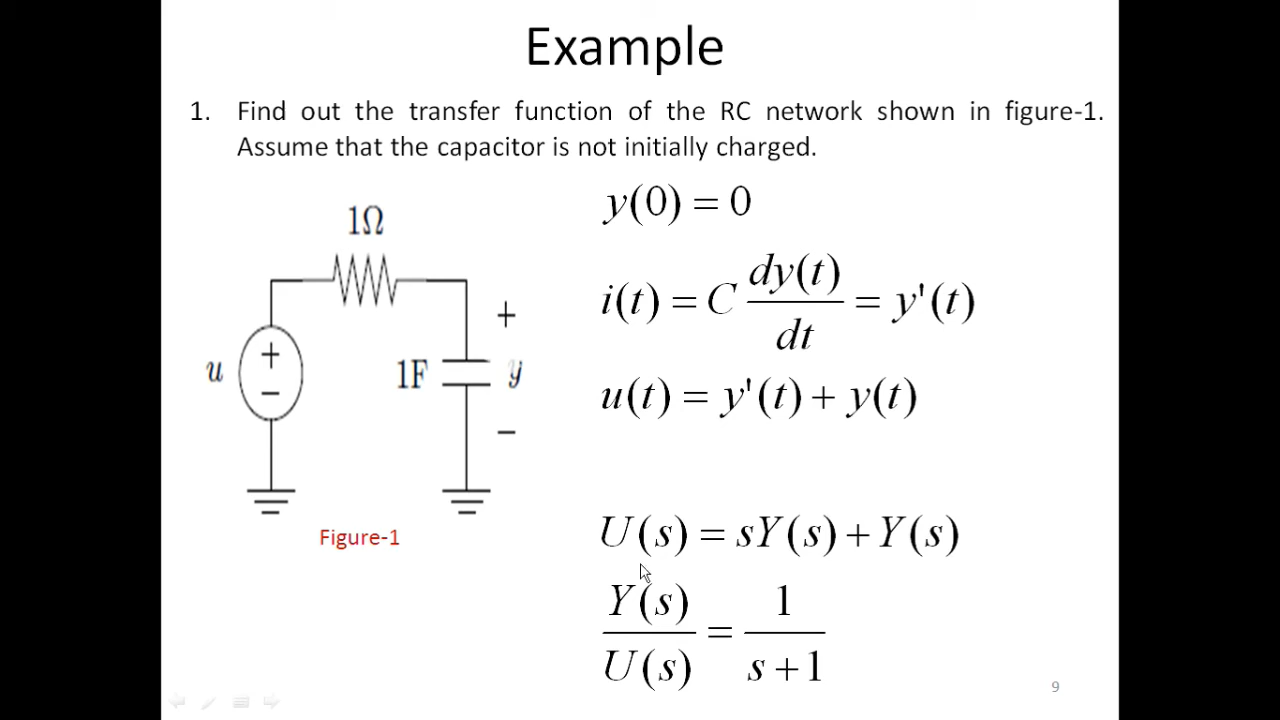 Example
1. Find out the transfer function of the RC network shown in figure-1.
Assume that the capacitor is not initially charged.
1Ω
+
−
u
1F
+
y
−
Figure-1
y(0) = 0
i(t) = C dy(t)/dt = y'(t)
u(t) = y'(t) + y(t)
U(s) = sY(s) + Y(s)
Y(s)/U(s) = 1/(s+1)
9